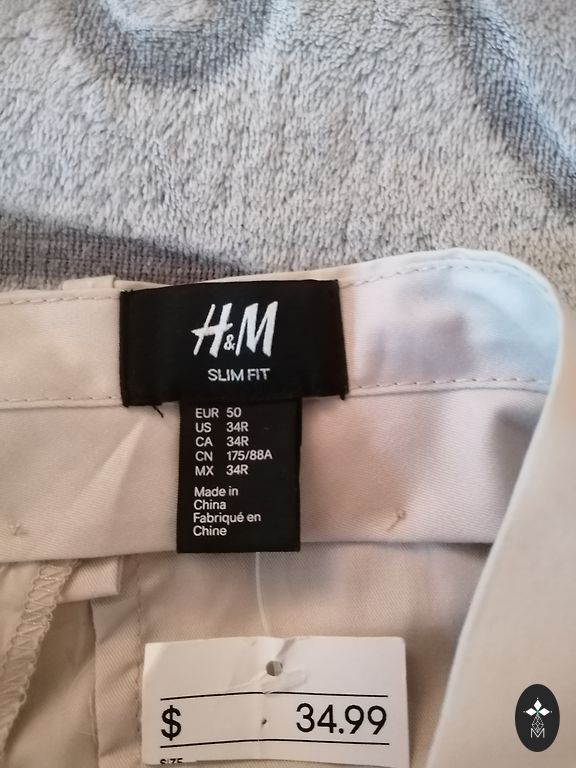 H&M
SLIM FIT
EUR 50
US 34R
CA 34R
CN 175/88A
MX 34R
Made in
China
Fabriqué en
Chine
$ 34.99
SIZE
M